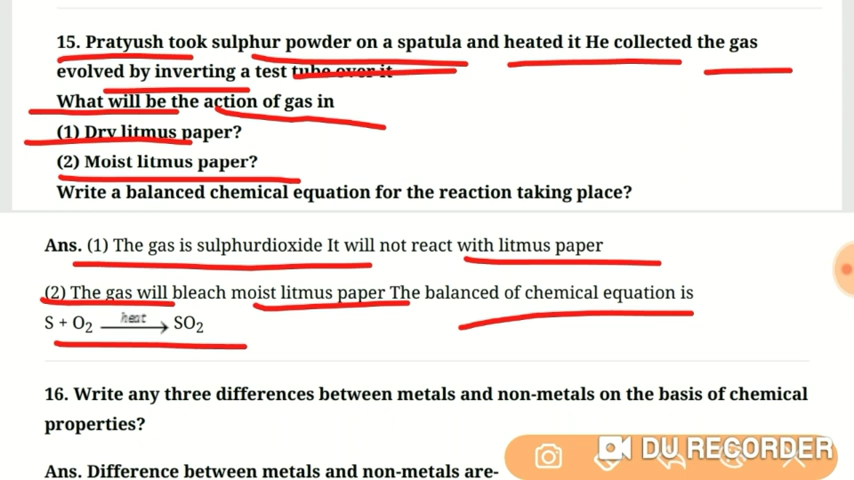 15. Pratyush took sulphur powder on a spatula and heated it He collected the gas
evolved by inverting a test tube over it
What will be the action of gas in
(1) Dry litmus paper?
(2) Moist litmus paper?
Write a balanced chemical equation for the reaction taking place?
Ans. (1) The gas is sulphurdioxide It will not react with litmus paper
(2) The gas will bleach moist litmus paper The balanced of chemical equation is
S + O₂ —heat→ SO₂
16. Write any three differences between metals and non-metals on the basis of chemical
properties?
Ans. Difference between metals and non-metals are-
DU RECORDER